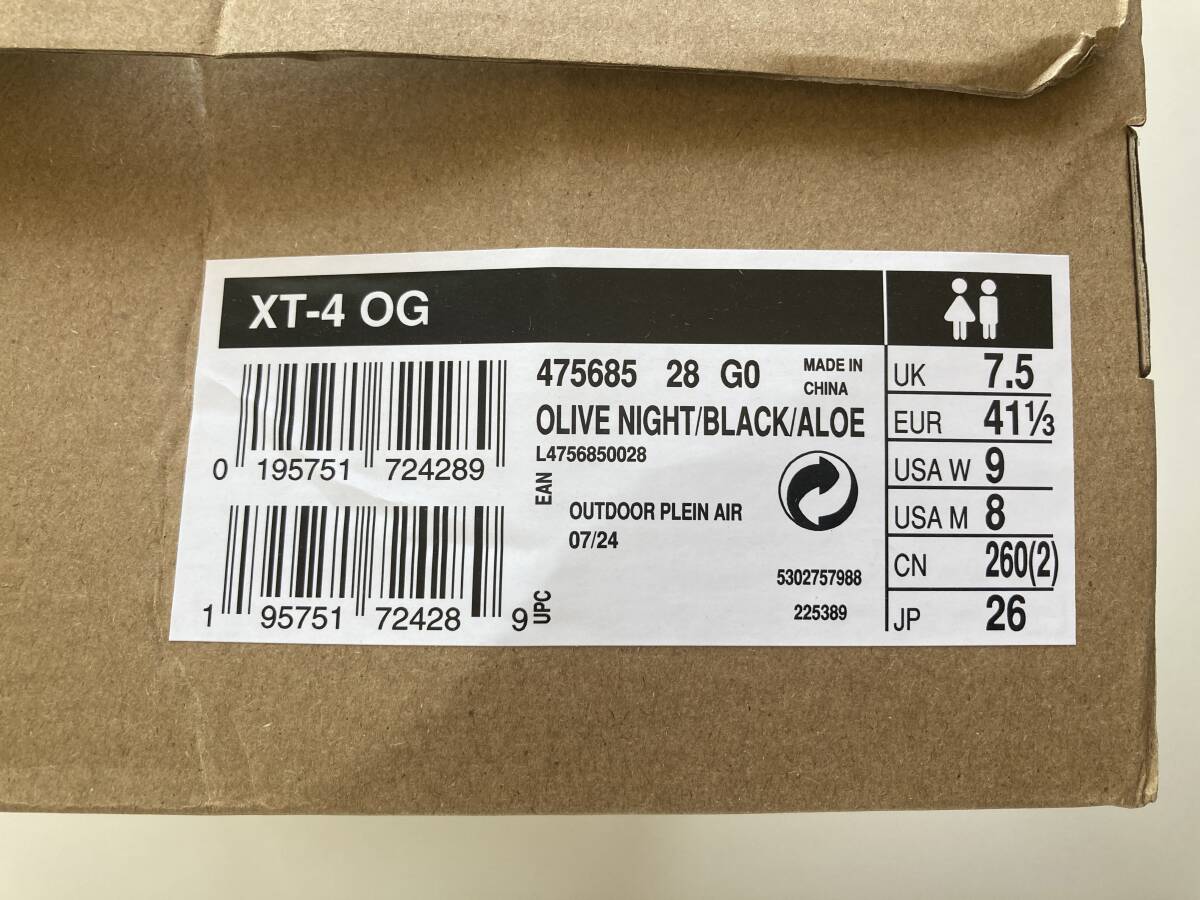 XT-4 OG
475685 28 G0
MADE IN
CHINA
OLIVE NIGHT/BLACK/ALOE
L4756850028
EAN
0 195751 724289
OUTDOOR PLEIN AIR
07/24
5302757988
225389
UPC
1 95751 72428 9
UK 7.5
EUR 41⅓
USA W 9
USA M 8
CN 260(2)
JP 26